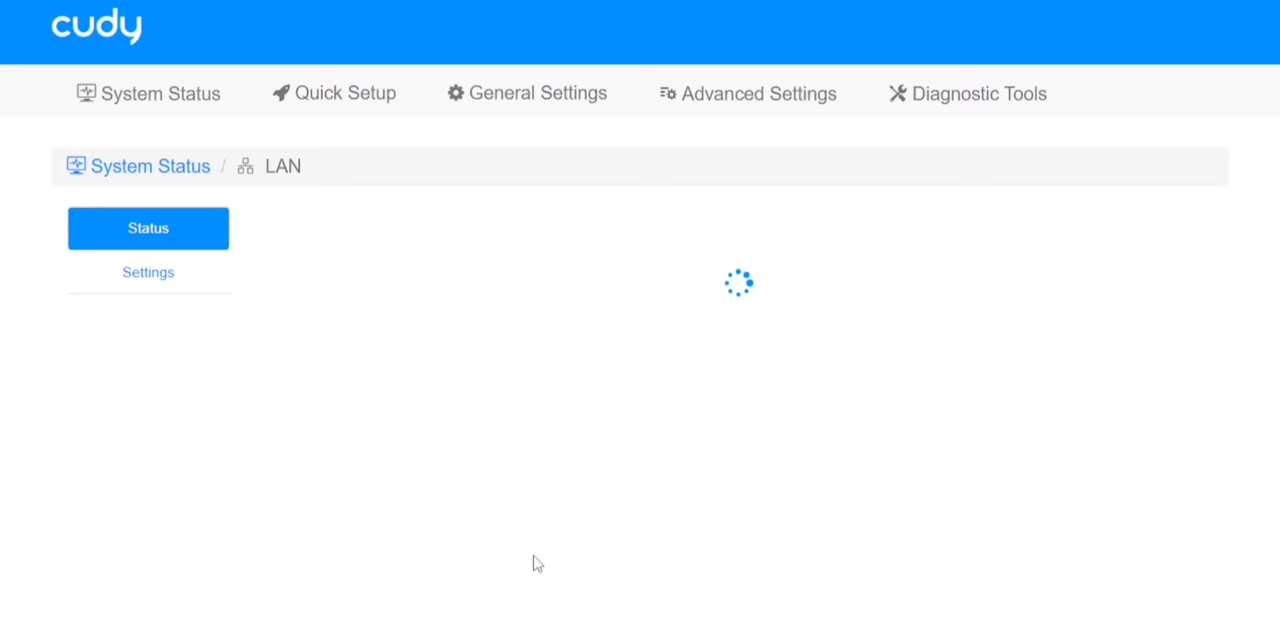 cudy
System Status Quick Setup General Settings Advanced Settings Diagnostic Tools
System Status / LAN
Status
Settings